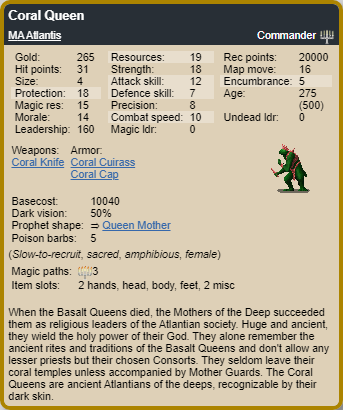 Coral Queen
MA Atlantis Commander
Gold: 265 Resources: 19 Rec points: 20000
Hit points: 31 Strength: 18 Map move: 16
Size: 4 Attack skill: 12 Encumbrance: 5
Protection: 18 Defence skill: 7 Age: 275
Magic res: 15 Precision: 8 (500)
Morale: 14 Combat speed: 10 Undead ldr: 0
Leadership: 160 Magic ldr: 0
Weapons: Armor:
Coral Knife Coral Cuirass
Coral Cap
Basecost: 10040
Dark vision: 50%
Prophet shape: ⇒ Queen Mother
Poison barbs: 5
(Slow-to-recruit, sacred, amphibious, female)
Magic paths: 3
Item slots: 2 hands, head, body, feet, 2 misc
When the Basalt Queens died, the Mothers of the Deep succeeded
them as religious leaders of the Atlantian society. Huge and ancient,
they wield the holy power of their God. They alone remember the
ancient rites and traditions of the Basalt Queens and don't allow any
lesser priests but their chosen Consorts. They seldom leave their
coral temples unless accompanied by Mother Guards. The Coral
Queens are ancient Atlantians of the deeps, recognizable by their
dark skin.